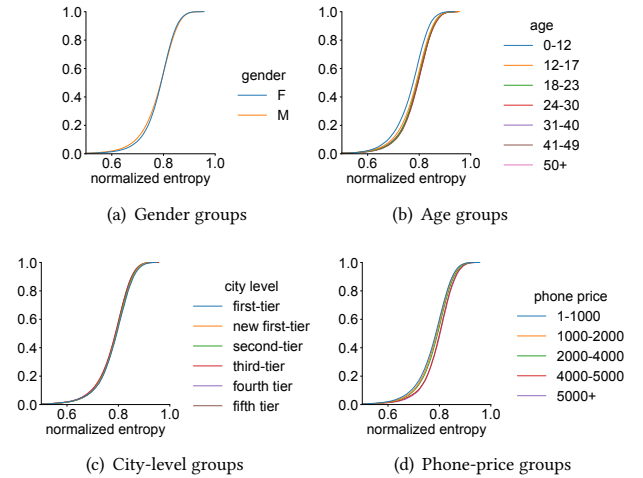 1.0
0.8
0.6
0.4
0.2
0.0
0.6 0.8 1.0
normalized entropy
gender
F
M
(a) Gender groups
1.0
0.8
0.6
0.4
0.2
0.0
0.6 0.8 1.0
normalized entropy
age
0-12
12-17
18-23
24-30
31-40
41-49
50+
(b) Age groups
1.0
0.8
0.6
0.4
0.2
0.0
0.6 0.8 1.0
normalized entropy
city level
first-tier
new first-tier
second-tier
third-tier
fourth tier
fifth tier
(c) City-level groups
1.0
0.8
0.6
0.4
0.2
0.0
0.6 0.8 1.0
normalized entropy
phone price
1-1000
1000-2000
2000-4000
4000-5000
5000+
(d) Phone-price groups